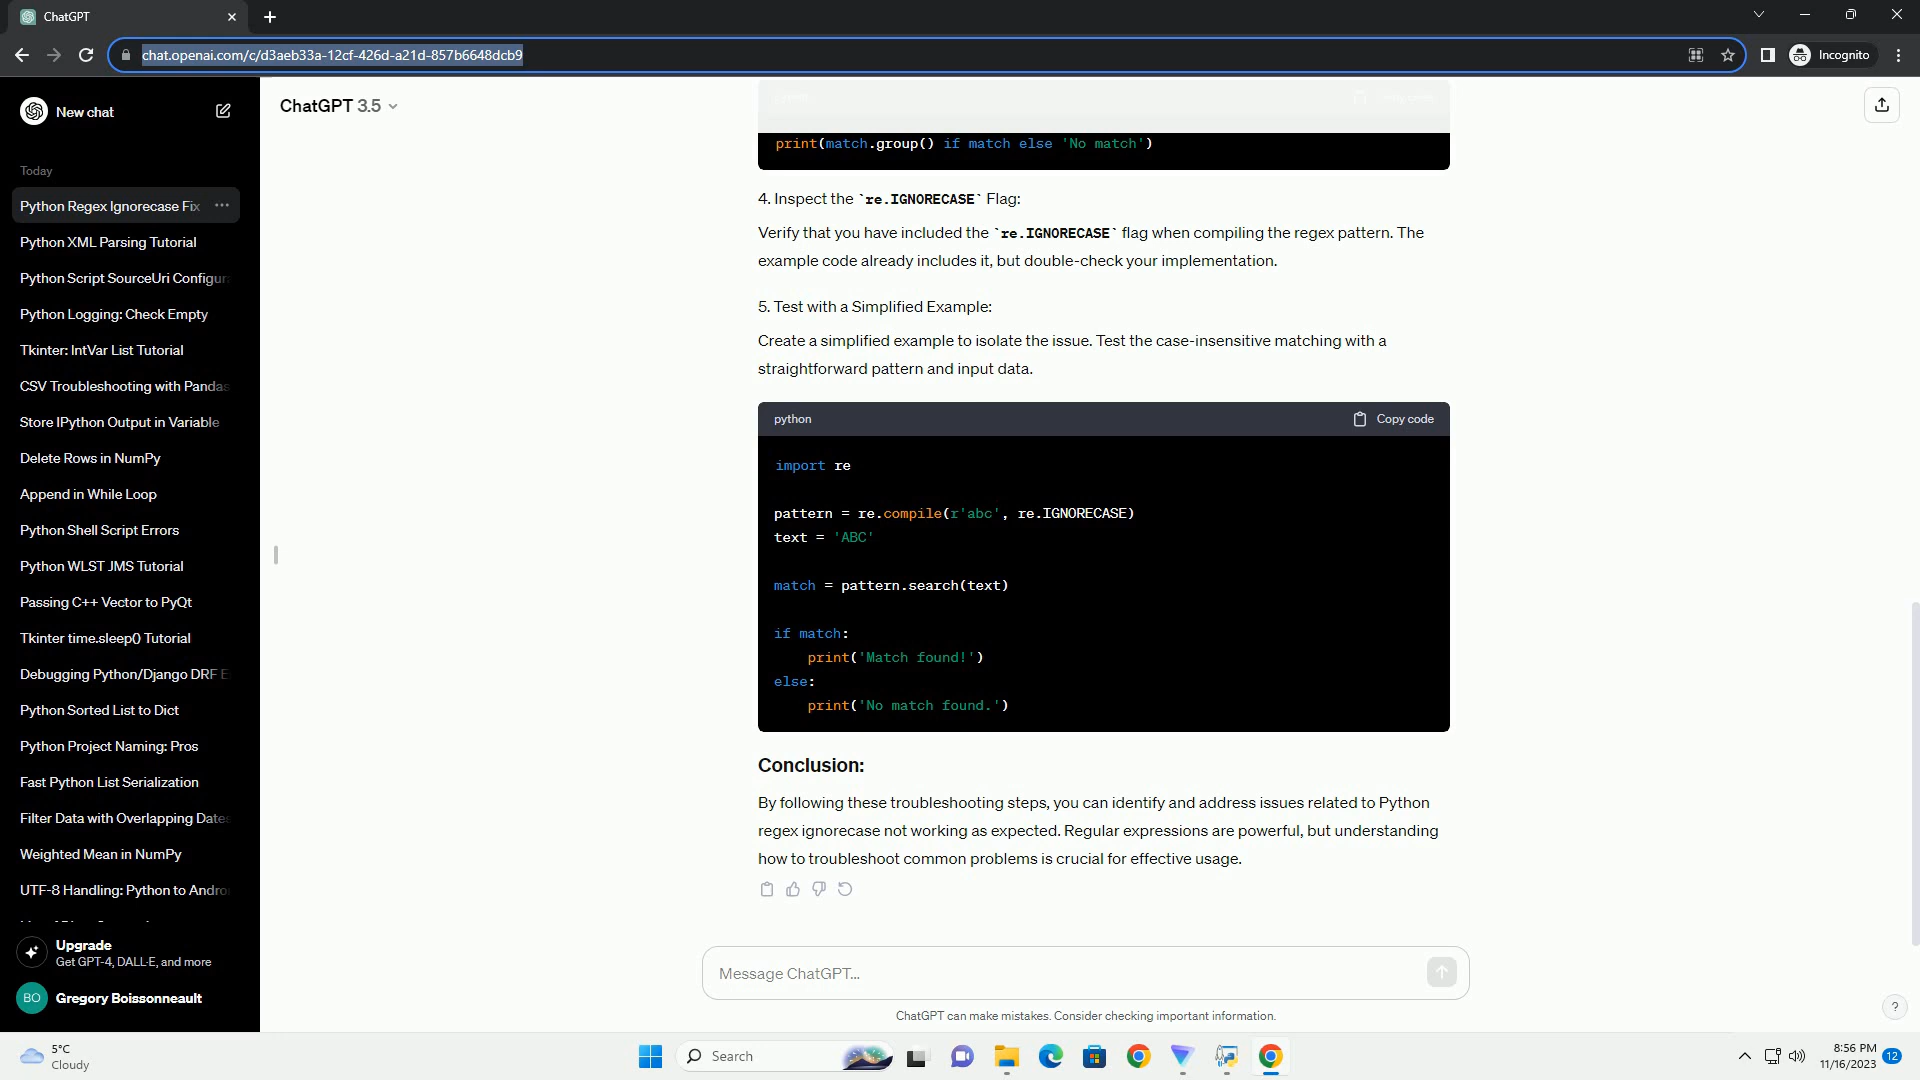 ChatGPT
chat.openai.com/c/d3aeb33a-12cf-426d-a21d-857b6648dcb9
Incognito
New chat
ChatGPT 3.5
Today
Python Regex Ignorecase Fix
Python XML Parsing Tutorial
Python Script SourceUri Configur
Python Logging: Check Empty
Tkinter: IntVar List Tutorial
CSV Troubleshooting with Pandas
Store IPython Output in Variable
Delete Rows in NumPy
Append in While Loop
Python Shell Script Errors
Python WLST JMS Tutorial
Passing C++ Vector to PyQt
Tkinter time.sleep() Tutorial
Debugging Python/Django DRF E
Python Sorted List to Dict
Python Project Naming: Pros
Fast Python List Serialization
Filter Data with Overlapping Dates
Weighted Mean in NumPy
UTF-8 Handling: Python to Andro
Upgrade
Get GPT-4, DALL·E, and more
BO
Gregory Boissonneault
print(match.group() if match else 'No match')
4. Inspect the `re.IGNORECASE` Flag:
Verify that you have included the `re.IGNORECASE` flag when compiling the regex pattern. The
example code already includes it, but double-check your implementation.
5. Test with a Simplified Example:
Create a simplified example to isolate the issue. Test the case-insensitive matching with a
straightforward pattern and input data.
python
Copy code
import re
pattern = re.compile(r'abc', re.IGNORECASE)
text = 'ABC'
match = pattern.search(text)
if match:
print('Match found!')
else:
print('No match found.')
Conclusion:
By following these troubleshooting steps, you can identify and address issues related to Python
regex ignorecase not working as expected. Regular expressions are powerful, but understanding
how to troubleshoot common problems is crucial for effective usage.
Message ChatGPT...
ChatGPT can make mistakes. Consider checking important information.
?
5°C
Cloudy
Search
8:56 PM
11/16/2023
12